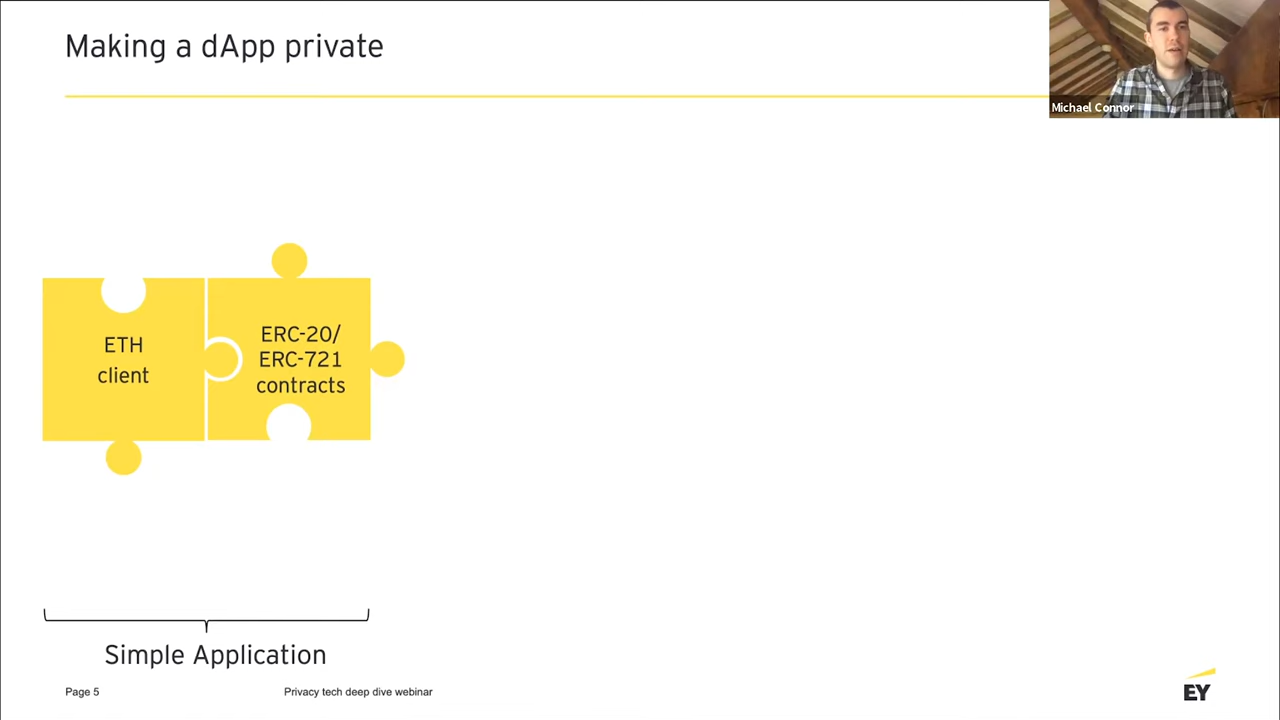 Making a dApp private
Michael Connor
ETH
client
ERC-20/
ERC-721
contracts
Simple Application
Page 5
Privacy tech deep dive webinar
EY